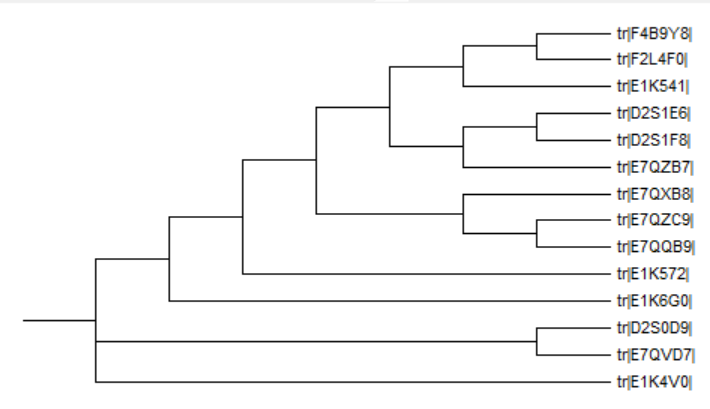 tr|F4B9Y8|
tr|F2L4F0|
tr|E1K541|
tr|D2S1E6|
tr|D2S1F8|
tr|E7QZB7|
tr|E7QXB8|
tr|E7QZC9|
tr|E7QQB9|
tr|E1K572|
tr|E1K6G0|
tr|D2S0D9|
tr|E7QVD7|
tr|E1K4V0|